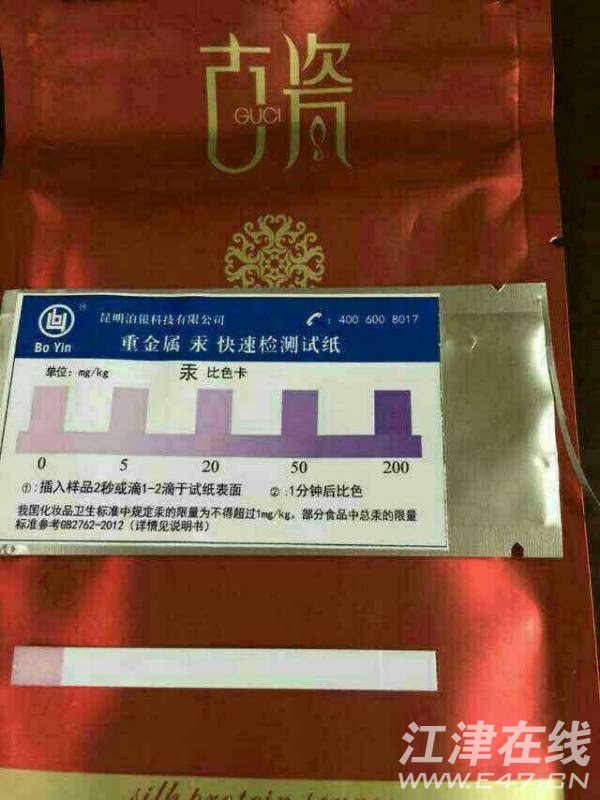 古瓷
GUCI
昆明泊银科技有限公司
: 400 600 8017
Bo Yin
重金属 汞 快速检测试纸
单位: mg/kg
汞 比色卡
0 5 20 50 200
①:插入样品2秒或滴1-2滴于试纸表面 ②:1分钟后比色
我国化妆品卫生标准中规定汞的限量为不得超过1mg/kg。部分食品中总汞的限量
标准参考GB2762-2012(详情见说明书)
江津在线
WWW.E47.CN
silk protein